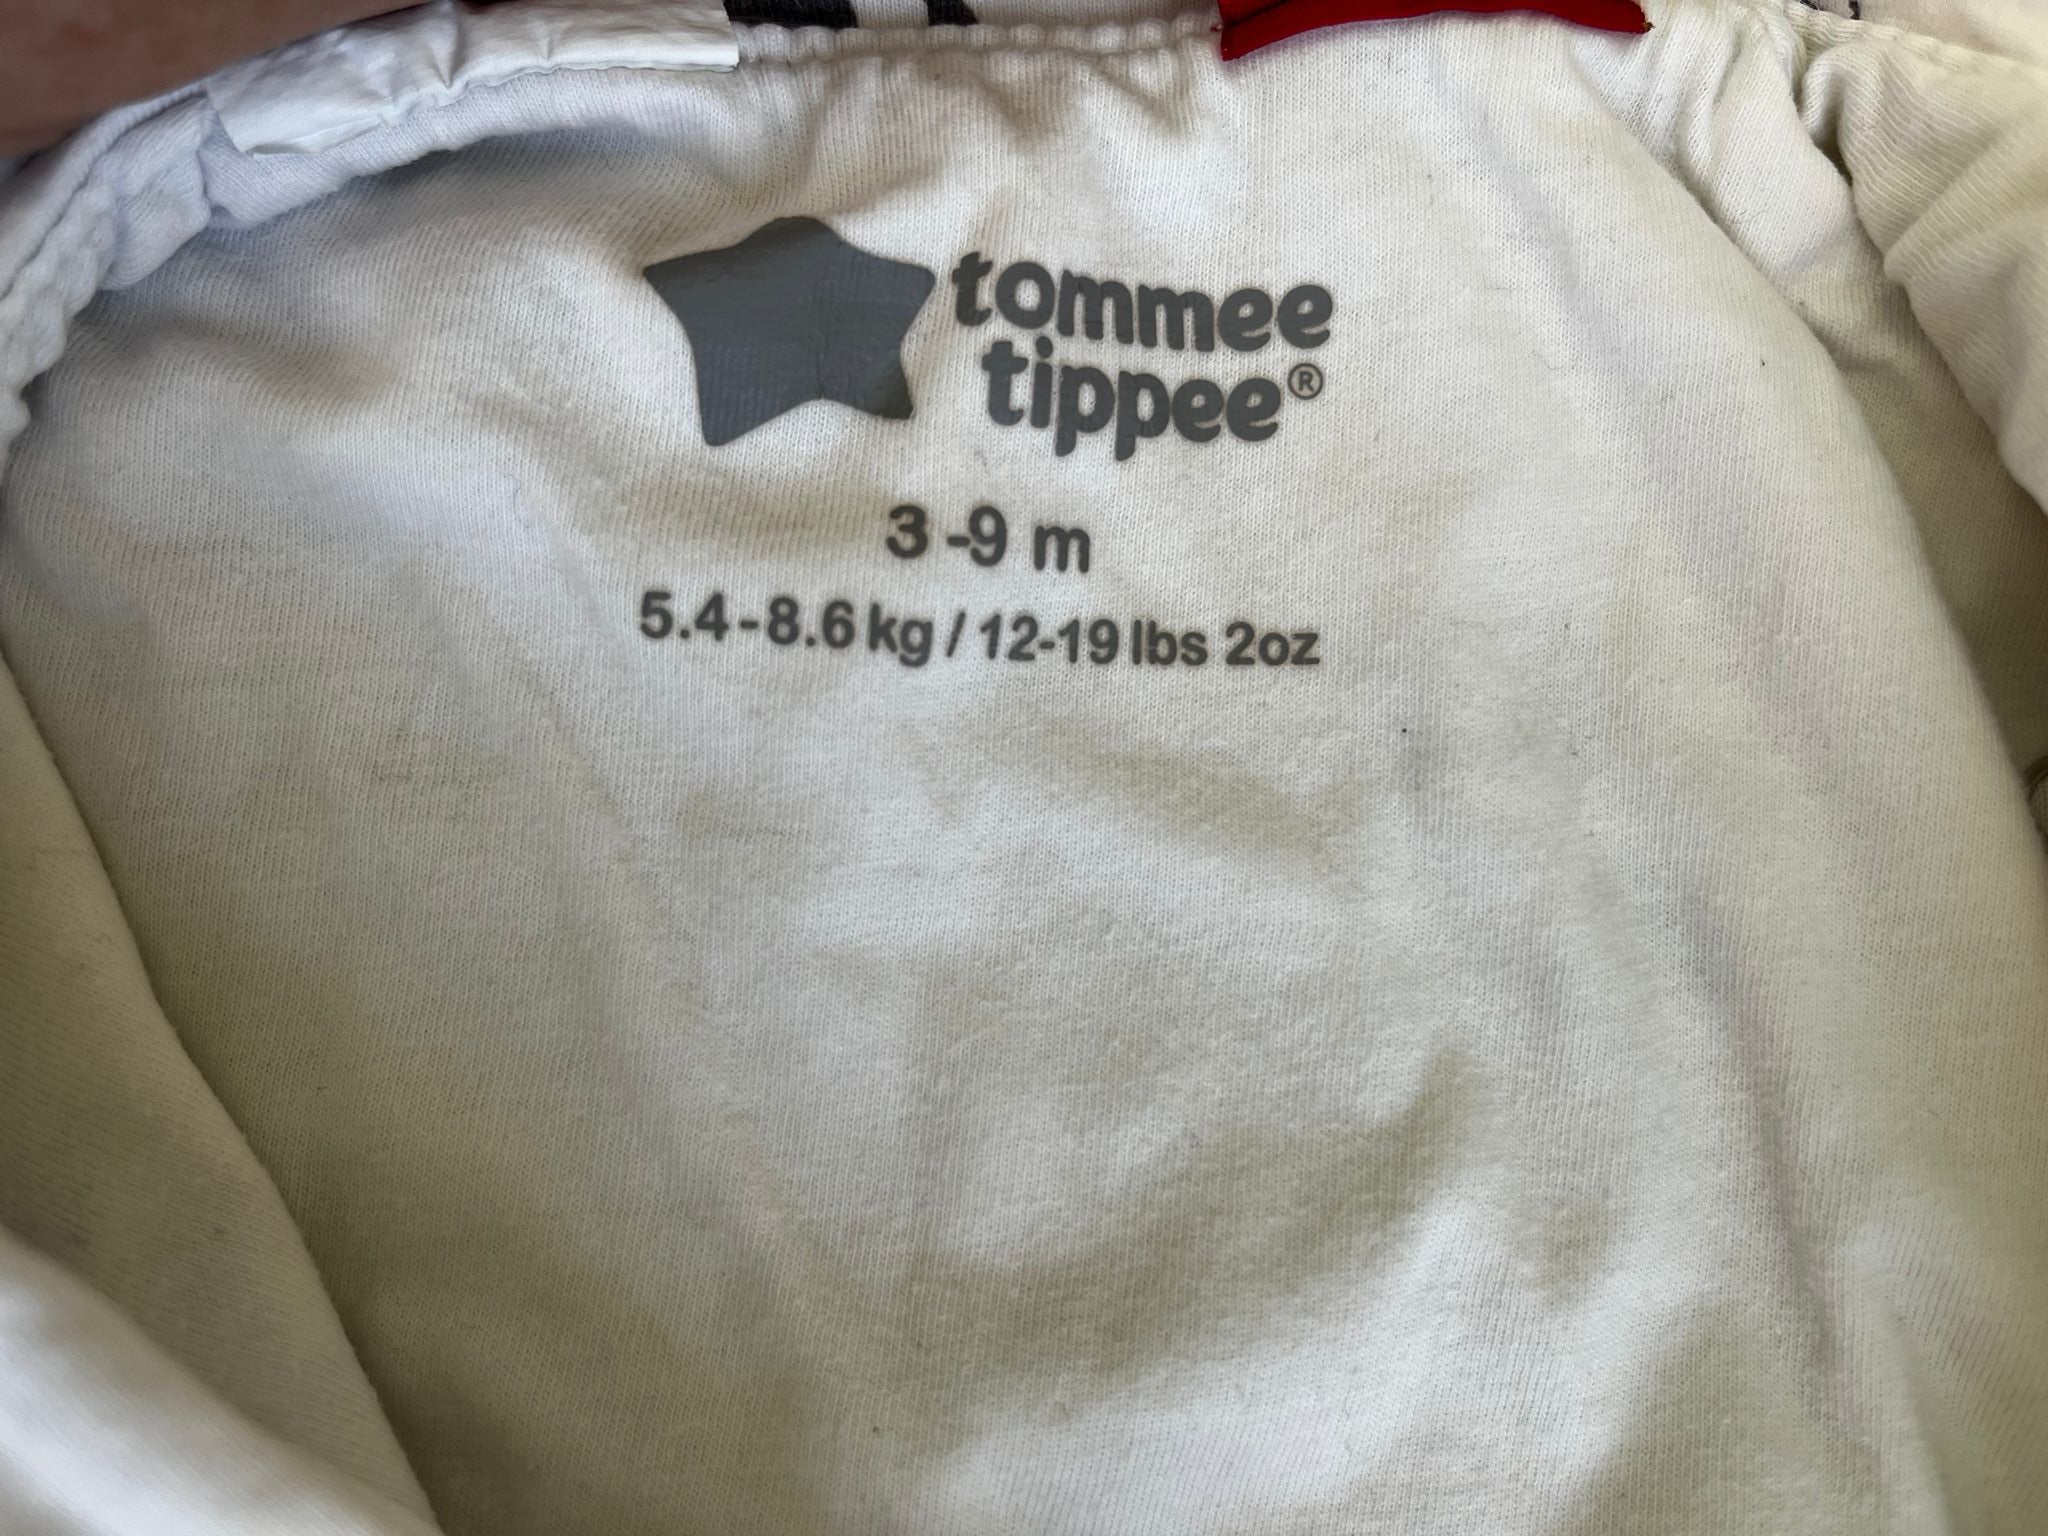 tommee
tippee®
3-9 m
5.4-8.6 kg / 12-19 lbs 2oz